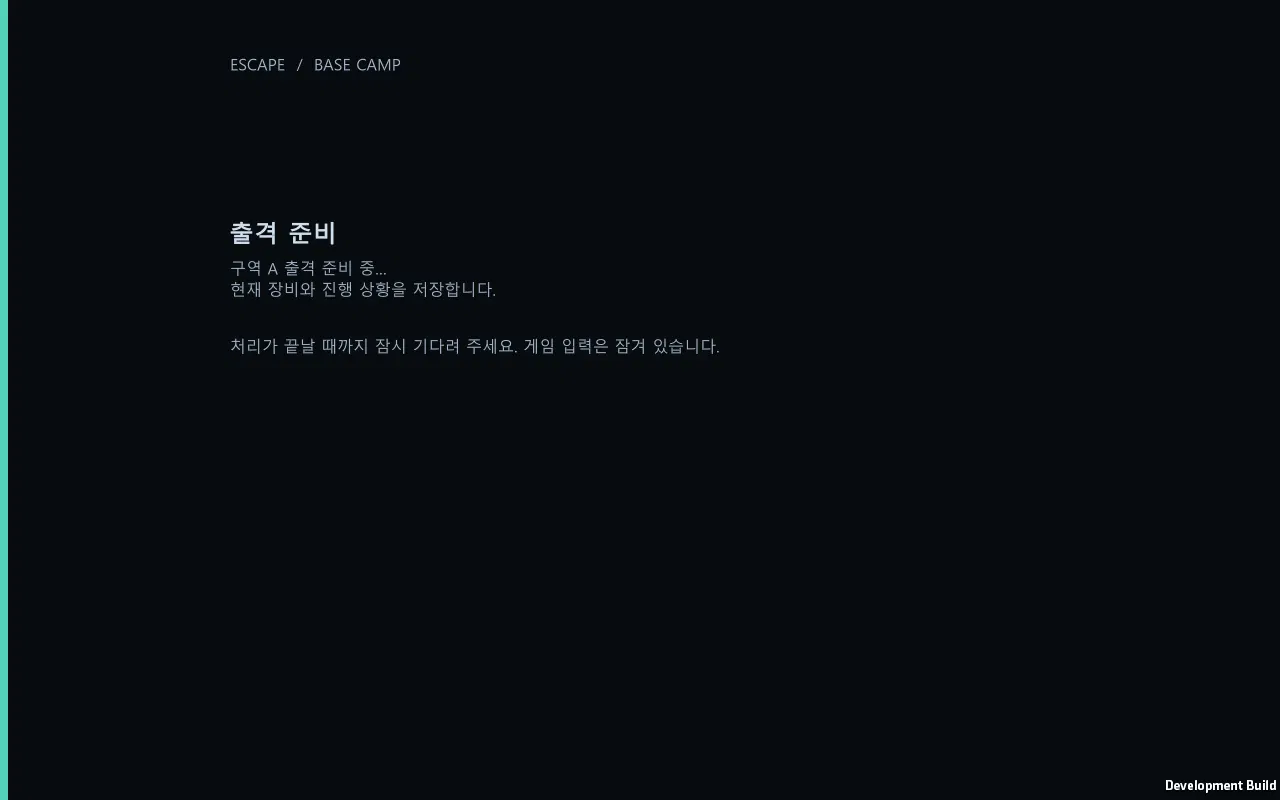 ESCAPE / BASE CAMP
출격 준비
구역 A 출격 준비 중...
현재 장비와 진행 상황을 저장합니다.
처리가 끝날 때까지 잠시 기다려 주세요. 게임 입력은 잠겨 있습니다.
Development Build